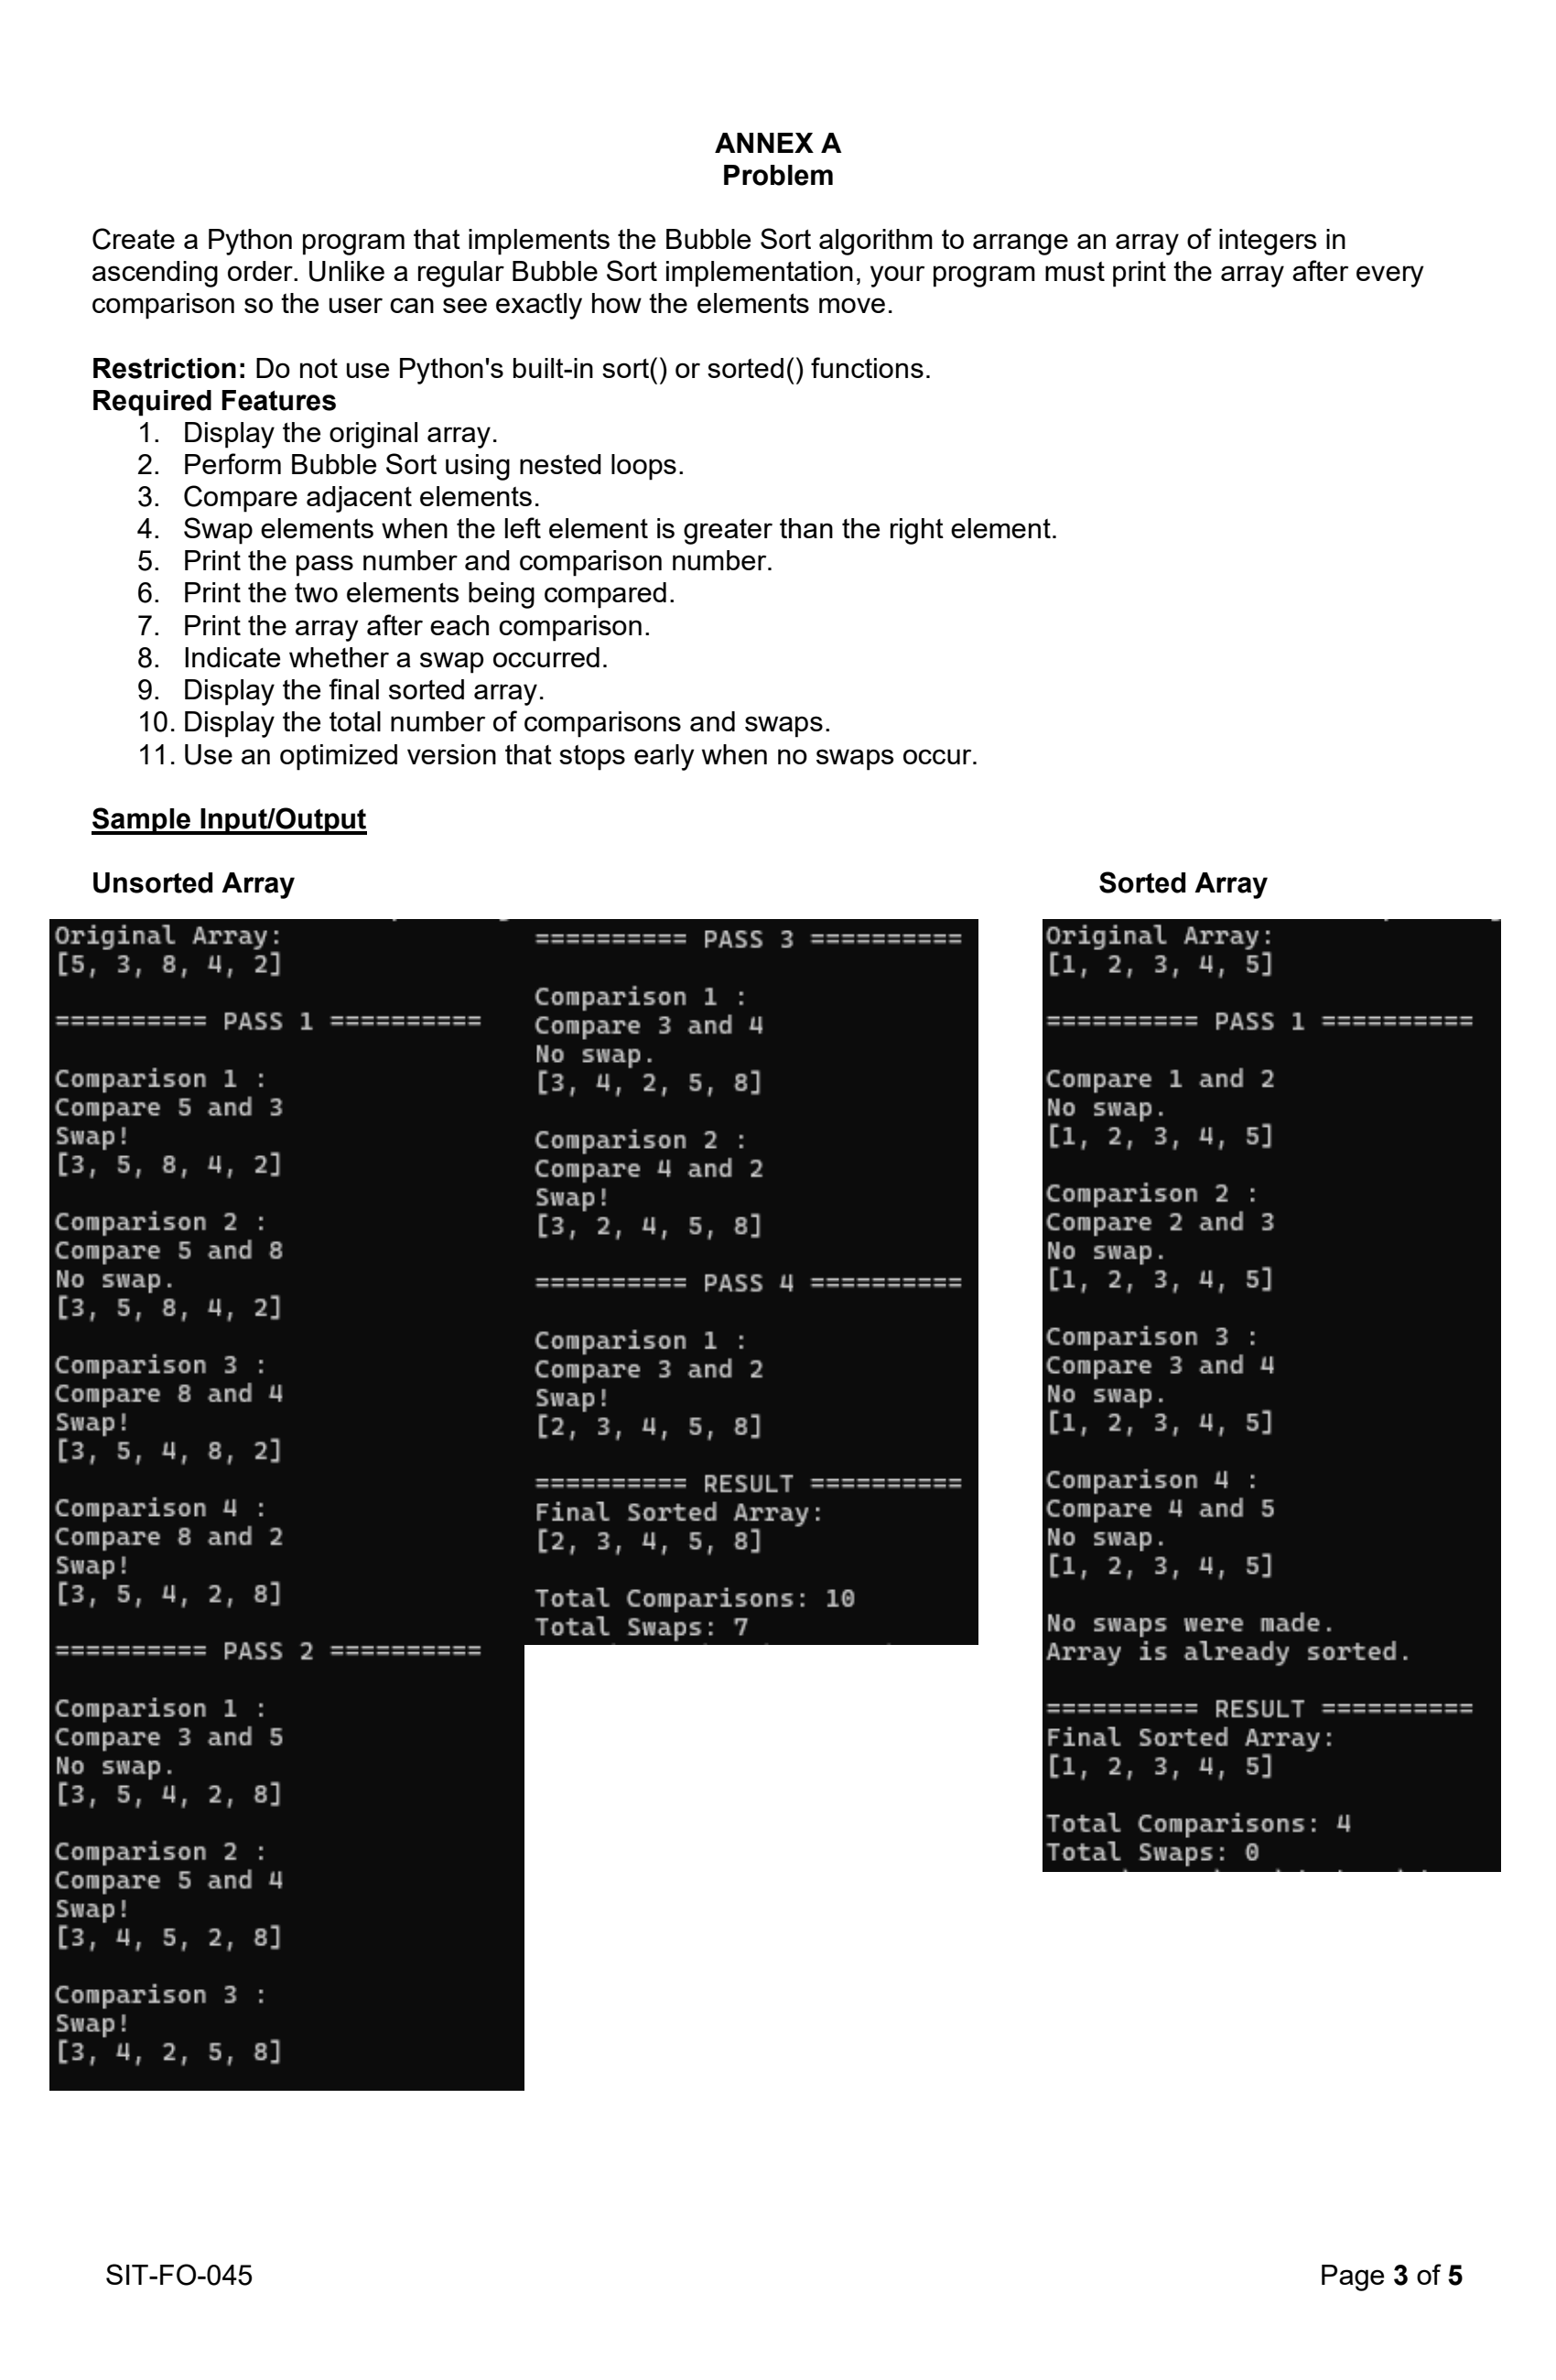 ANNEX A
Problem
Create a Python program that implements the Bubble Sort algorithm to arrange an array of integers in
ascending order. Unlike a regular Bubble Sort implementation, your program must print the array after every
comparison so the user can see exactly how the elements move.
Restriction: Do not use Python's built-in sort() or sorted() functions.
Required Features
1. Display the original array.
2. Perform Bubble Sort using nested loops.
3. Compare adjacent elements.
4. Swap elements when the left element is greater than the right element.
5. Print the pass number and comparison number.
6. Print the two elements being compared.
7. Print the array after each comparison.
8. Indicate whether a swap occurred.
9. Display the final sorted array.
10. Display the total number of comparisons and swaps.
11. Use an optimized version that stops early when no swaps occur.
Sample Input/Output
Unsorted Array
Original Array:
[5, 3, 8, 4, 2]
========== PASS 1 ==========
Comparison 1 :
Compare 5 and 3
Swap!
[3, 5, 8, 4, 2]
Comparison 2 :
Compare 5 and 8
No swap.
[3, 5, 8, 4, 2]
Comparison 3 :
Compare 8 and 4
Swap!
[3, 5, 4, 8, 2]
Comparison 4 :
Compare 8 and 2
Swap!
[3, 5, 4, 2, 8]
========== PASS 2 ==========
Comparison 1 :
Compare 3 and 5
No swap.
[3, 5, 4, 2, 8]
Comparison 2 :
Compare 5 and 4
Swap!
[3, 4, 5, 2, 8]
Comparison 3 :
Swap!
[3, 4, 2, 5, 8]
========== PASS 3 ==========
Comparison 1 :
Compare 3 and 4
No swap.
[3, 4, 2, 5, 8]
Comparison 2 :
Compare 4 and 2
Swap!
[3, 2, 4, 5, 8]
========== PASS 4 ==========
Comparison 1 :
Compare 3 and 2
Swap!
[2, 3, 4, 5, 8]
========== RESULT ==========
Final Sorted Array:
[2, 3, 4, 5, 8]
Total Comparisons: 10
Total Swaps: 7
Sorted Array
Original Array:
[1, 2, 3, 4, 5]
========== PASS 1 ==========
Compare 1 and 2
No swap.
[1, 2, 3, 4, 5]
Comparison 2 :
Compare 2 and 3
No swap.
[1, 2, 3, 4, 5]
Comparison 3 :
Compare 3 and 4
No swap.
[1, 2, 3, 4, 5]
Comparison 4 :
Compare 4 and 5
No swap.
[1, 2, 3, 4, 5]
No swaps were made.
Array is already sorted.
========== RESULT ==========
Final Sorted Array:
[1, 2, 3, 4, 5]
Total Comparisons: 4
Total Swaps: 0
SIT-FO-045
Page 3 of 5